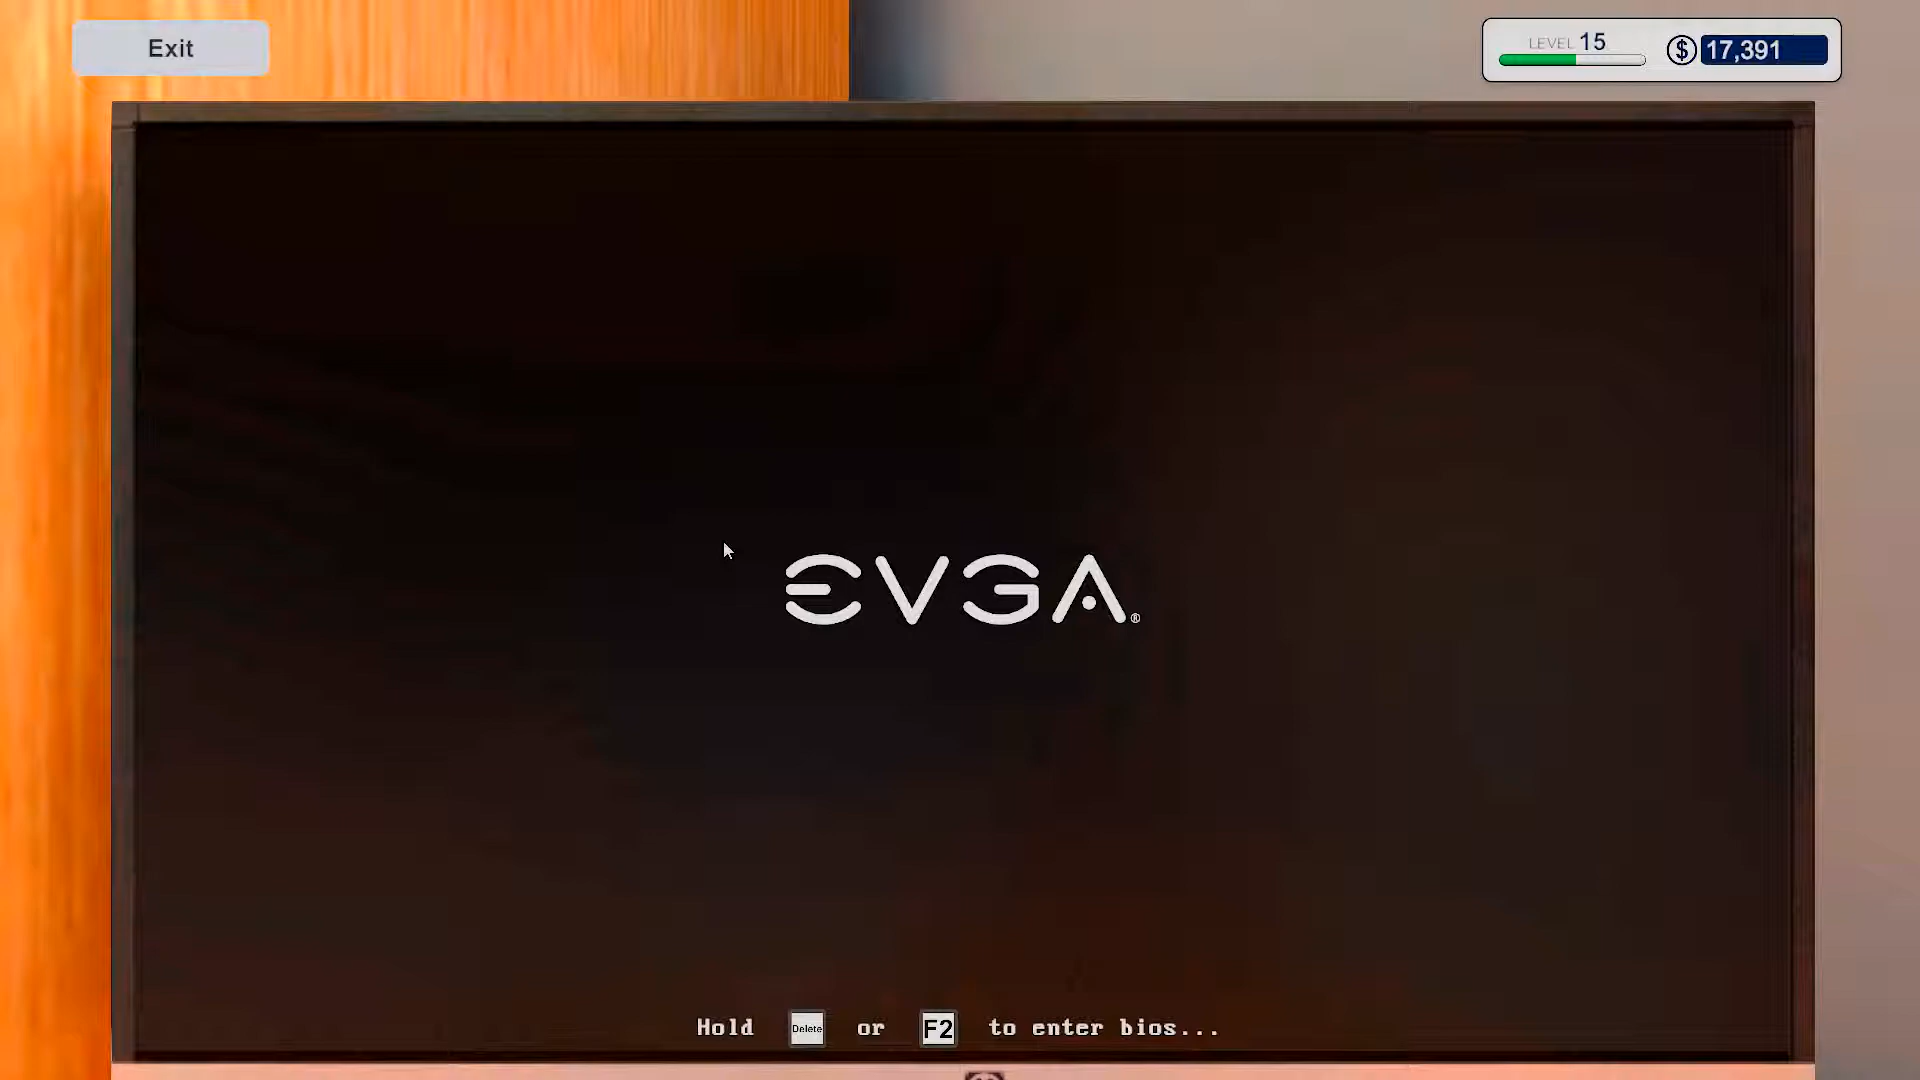 Exit
LEVEL 15
$ 17,391
EVGA®
Hold Delete or F2 to enter bios...